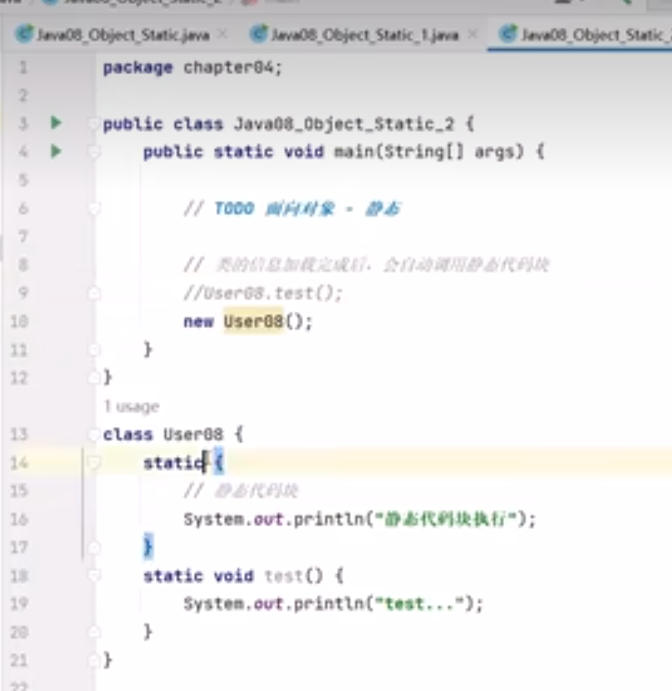 Java08_Object_Static.java
Java08_Object_Static_1.java
Java08_Object_Static_
1 package chapter04;
2
3 public class Java08_Object_Static_2 {
4 public static void main(String[] args) {
5
6 // TODO 面向对象 - 静态
7
8 // 类的信息加载完成后，会自动调用静态代码块
9 //User08.test();
10 new User08();
11 }
12 }
1 usage
13 class User08 {
14 static {
15 // 静态代码块
16 System.out.println("静态代码块执行");
17 }
18 static void test() {
19 System.out.println("test...");
20 }
21 }
22